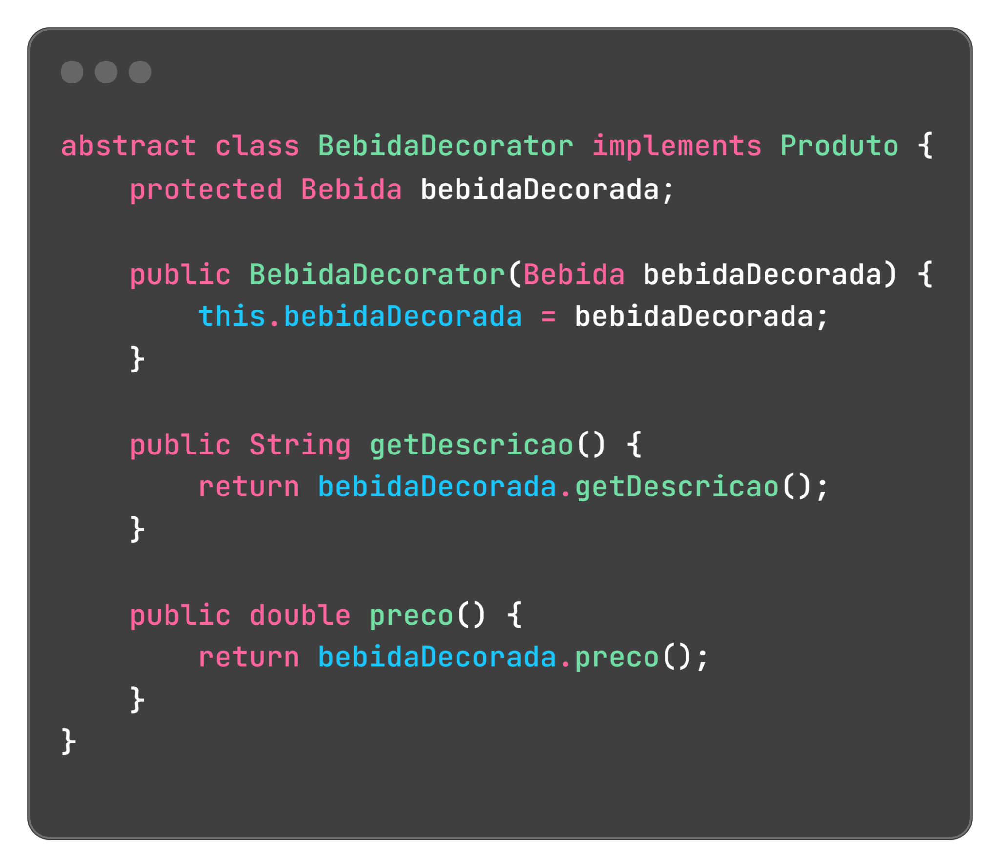 abstract class BebidaDecorator implements Produto {
    protected Bebida bebidaDecorada;

    public BebidaDecorator(Bebida bebidaDecorada) {
        this.bebidaDecorada = bebidaDecorada;
    }

    public String getDescricao() {
        return bebidaDecorada.getDescricao();
    }

    public double preco() {
        return bebidaDecorada.preco();
    }
}